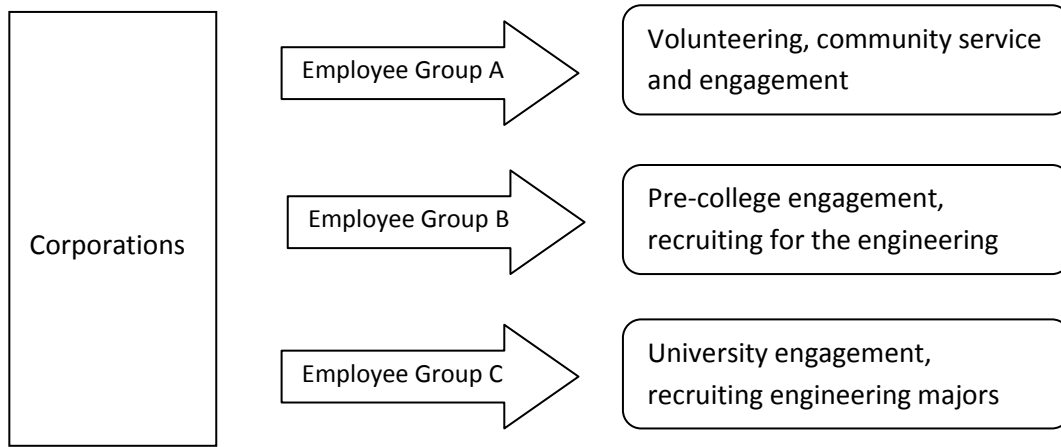 Corporations
Employee Group A
Volunteering, community service
and engagement
Employee Group B
Pre-college engagement,
recruiting for the engineering
Employee Group C
University engagement,
recruiting engineering majors